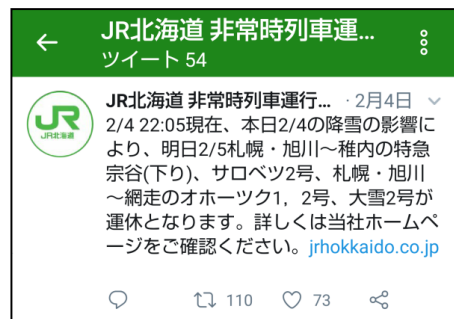 JR北海道 非常時列車運...
ツイート 54
JR北海道 非常時列車運行... ・2月4日
2/4 22:05現在、本日2/4の降雪の影響に
より、明日2/5札幌・旭川～稚内の特急
宗谷(下り)、サロベツ2号、札幌・旭川
～網走のオホーツク1，2号、大雪2号が
運休となります。詳しくは当社ホームペ
ージをご確認ください。jrhokkaido.co.jp
JR
JR北海道
110 73